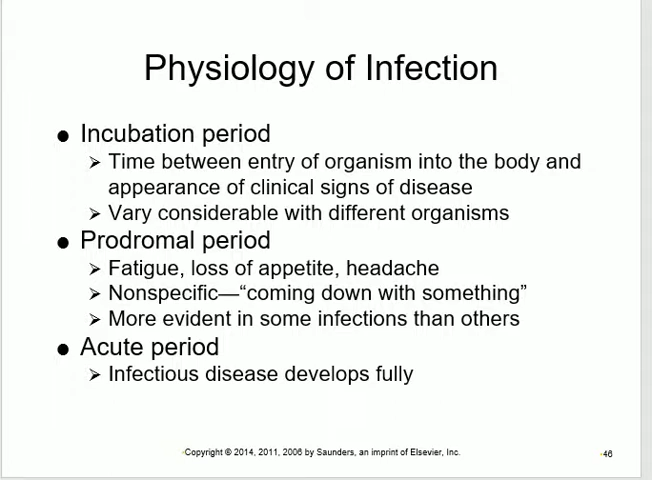 Physiology of Infection
● Incubation period
➢ Time between entry of organism into the body and
appearance of clinical signs of disease
➢ Vary considerable with different organisms
● Prodromal period
➢ Fatigue, loss of appetite, headache
➢ Nonspecific—“coming down with something”
➢ More evident in some infections than others
● Acute period
➢ Infectious disease develops fully
Copyright © 2014, 2011, 2006 by Saunders, an imprint of Elsevier, Inc.
46